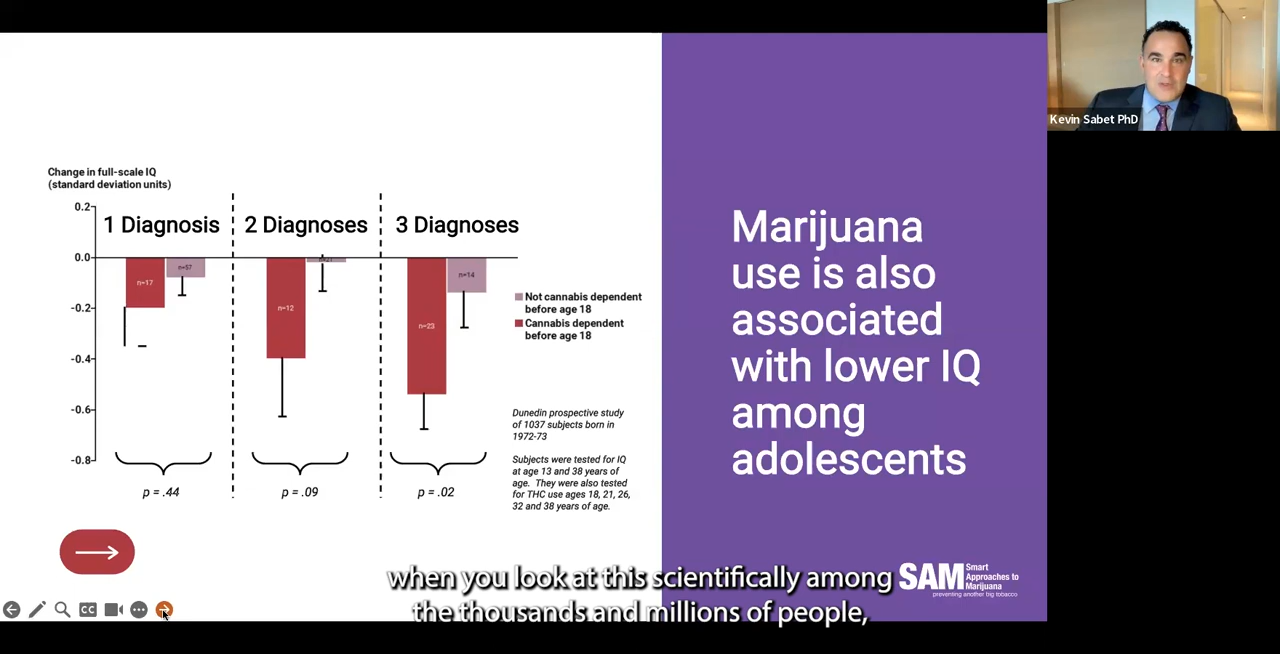 Kevin Sabet PhD
Change in full-scale IQ
(standard deviation units)
0.2
0.0
-0.2
-0.4
-0.6
-0.8
1 Diagnosis
2 Diagnoses
3 Diagnoses
n=17
n=57
n=12
n=21
n=23
n=14
p = .44
p = .09
p = .02
Not cannabis dependent
before age 18
Cannabis dependent
before age 18
Dunedin prospective study
of 1037 subjects born in
1972-73
Subjects were tested for IQ
at age 13 and 38 years of
age. They were also tested
for THC use ages 18, 21, 26,
32 and 38 years of age.
Marijuana
use is also
associated
with lower IQ
among
adolescents
SAM
Smart
Approaches to
Marijuana
preventing another big tobacco
when you look at this scientifically among
the thousands and millions of people,
CC